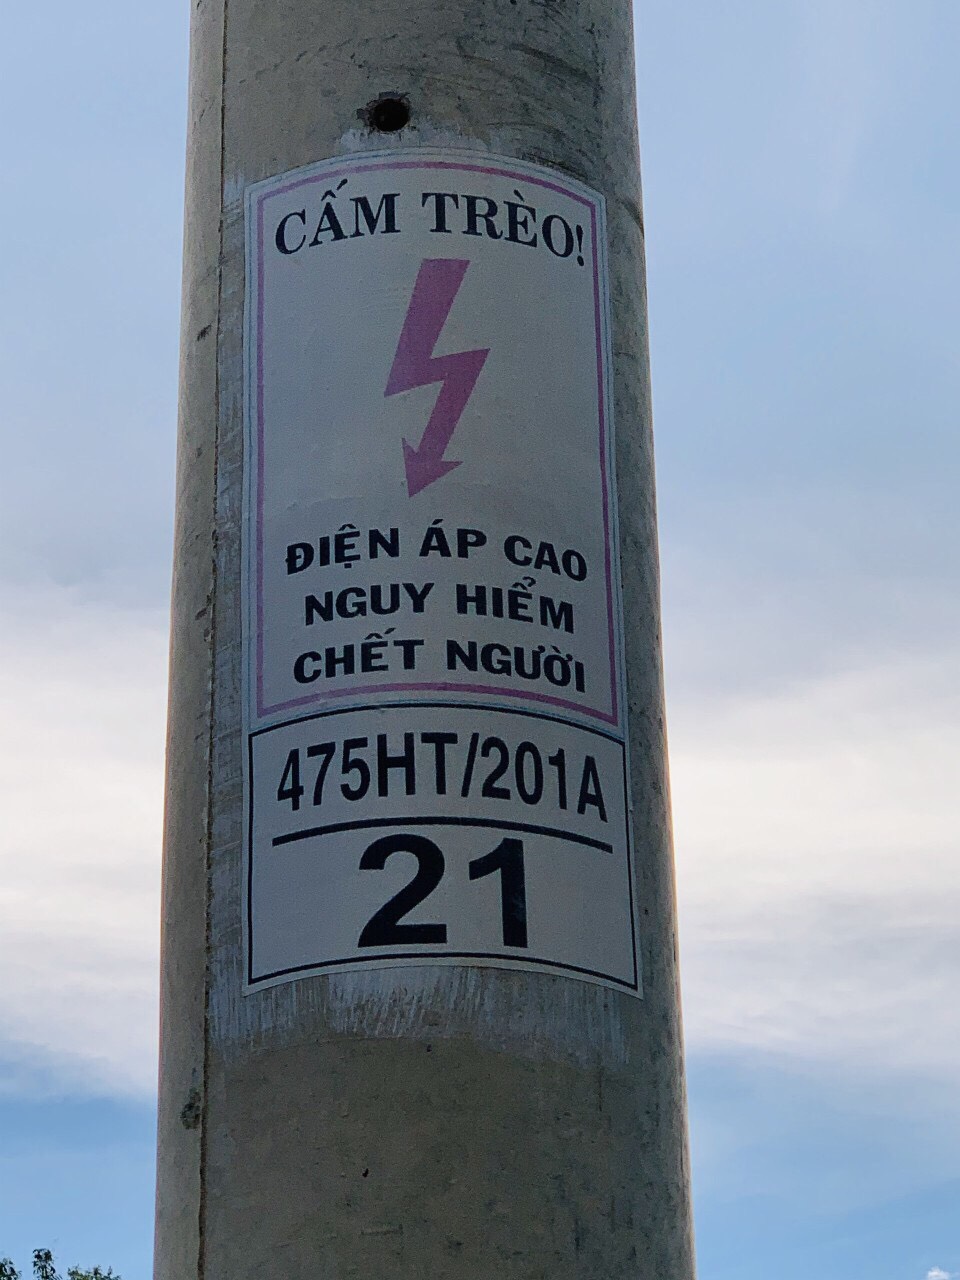 CẤM TRÈO!
ĐIỆN ÁP CAO
NGUY HIỂM
CHẾT NGƯỜI
475HT/201A
21